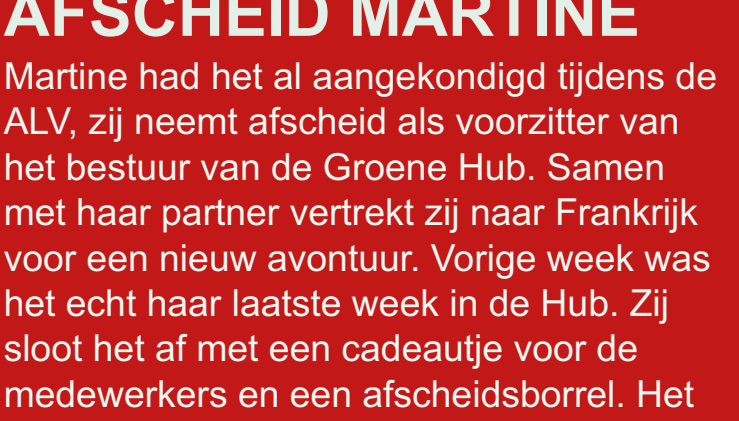 AFSCHEID MARTINE
Martine had het al aangekondigd tijdens de
ALV, zij neemt afscheid als voorzitter van
het bestuur van de Groene Hub. Samen
met haar partner vertrekt zij naar Frankrijk
voor een nieuw avontuur. Vorige week was
het echt haar laatste week in de Hub. Zij
sloot het af met een cadeautje voor de
medewerkers en een afscheidsborrel. Het